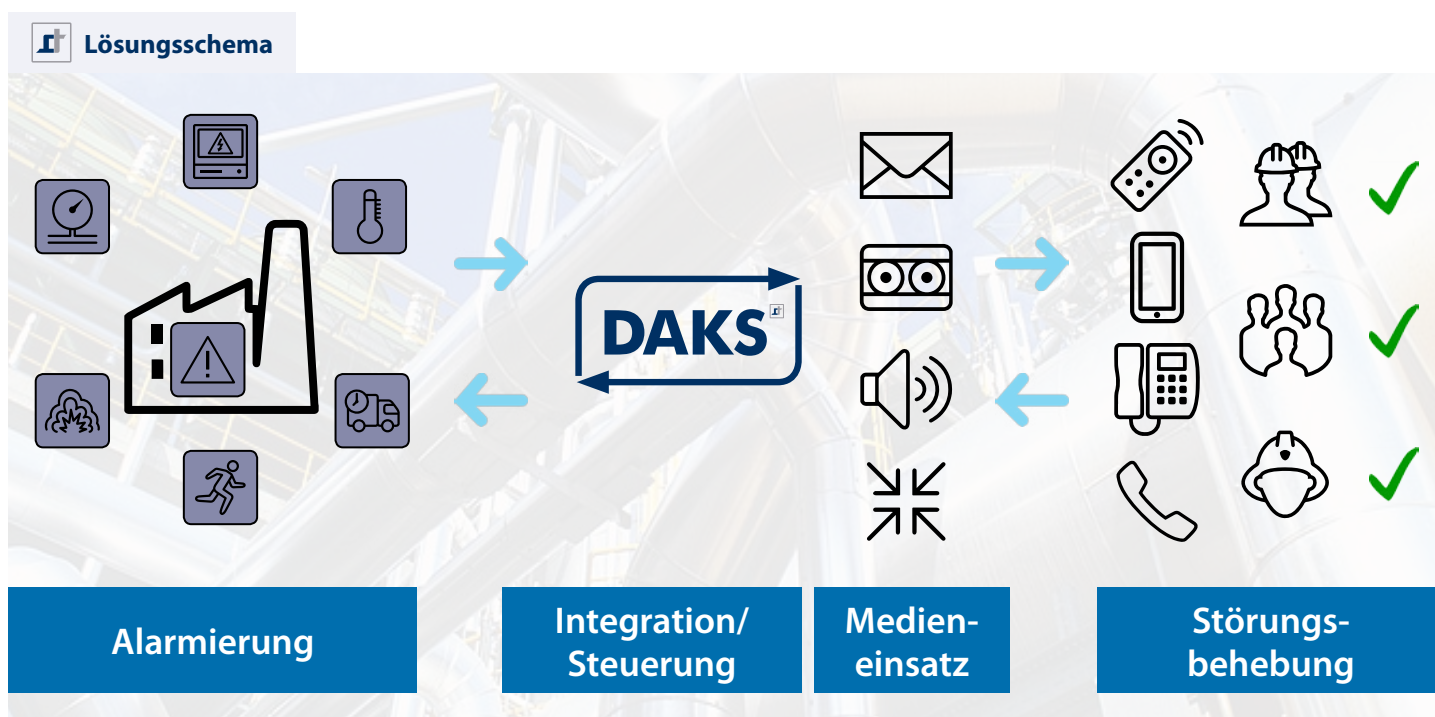 Lösungsschema
DAKS
Alarmierung
Integration/
Steuerung
Medien-
einsatz
Störungs-
behebung